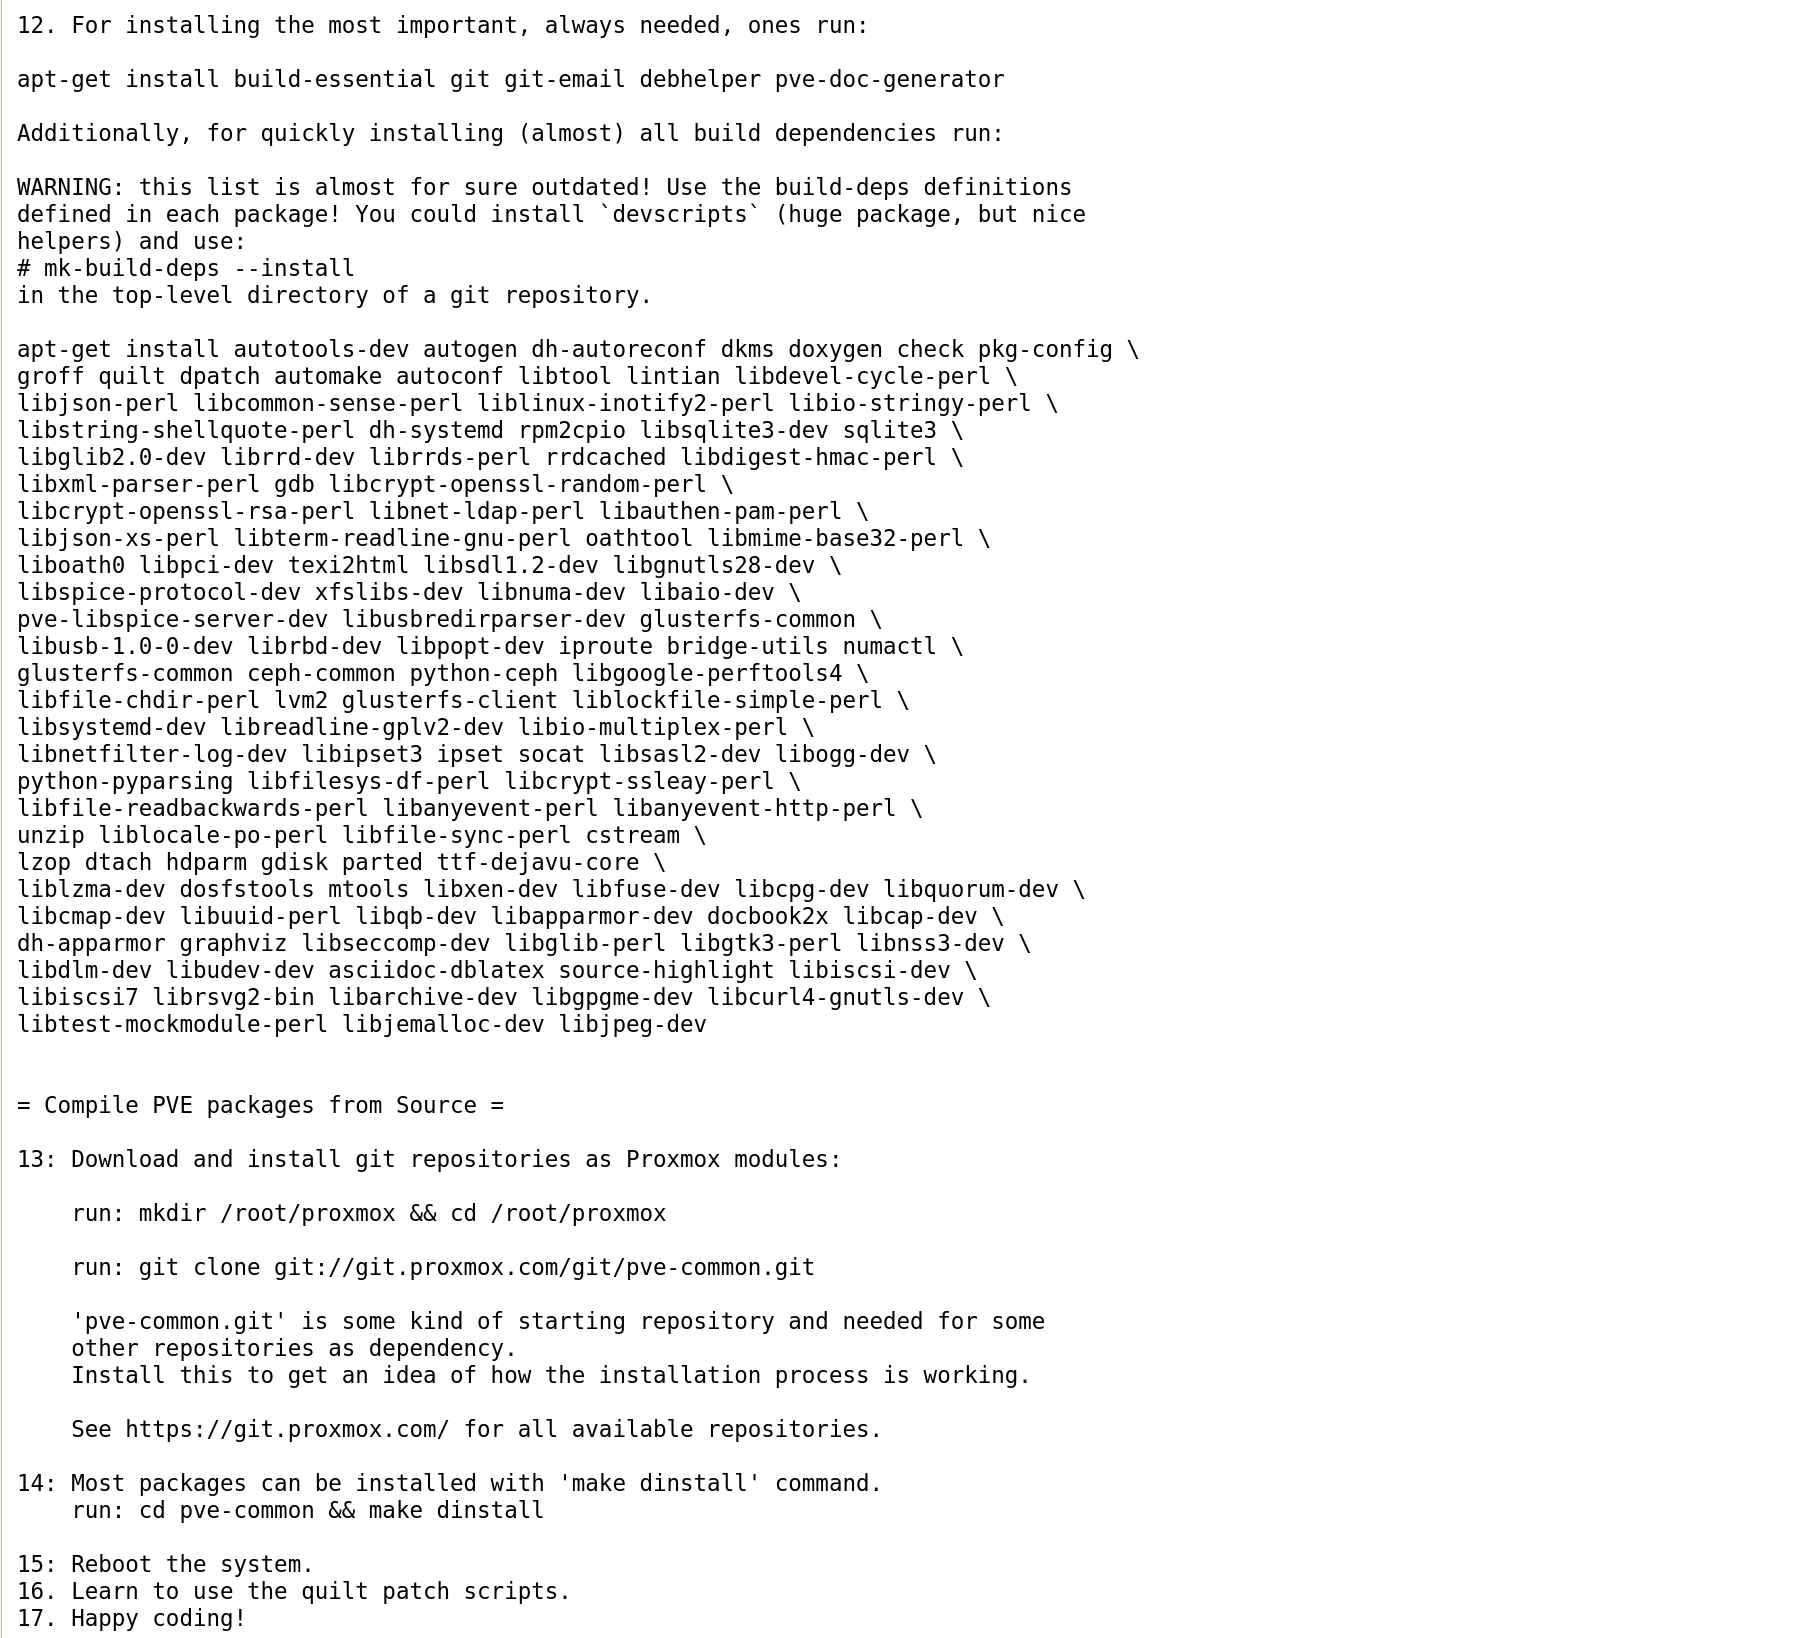 12. For installing the most important, always needed, ones run:
apt-get install build-essential git git-email debhelper pve-doc-generator
Additionally, for quickly installing (almost) all build dependencies run:
WARNING: this list is almost for sure outdated! Use the build-deps definitions
defined in each package! You could install `devscripts` (huge package, but nice
helpers) and use:
# mk-build-deps --install
in the top-level directory of a git repository.
apt-get install autotools-dev autogen dh-autoreconf dkms doxygen check pkg-config \
groff quilt dpatch automake autoconf libtool lintian libdevel-cycle-perl \
libjson-perl libcommon-sense-perl liblinux-inotify2-perl libio-stringy-perl \
libstring-shellquote-perl dh-systemd rpm2cpio libsqlite3-dev sqlite3 \
libglib2.0-dev librrd-dev librrds-perl rrdcached libdigest-hmac-perl \
libxml-parser-perl gdb libcrypt-openssl-random-perl \
libcrypt-openssl-rsa-perl libnet-ldap-perl libauthen-pam-perl \
libjson-xs-perl libterm-readline-gnu-perl oathtool libmime-base32-perl \
liboath0 libpci-dev texi2html libsdl1.2-dev libgnutls28-dev \
libspice-protocol-dev xfslibs-dev libnuma-dev libaio-dev \
pve-libspice-server-dev libusbredirparser-dev glusterfs-common \
libusb-1.0-0-dev librbd-dev libpopt-dev iproute bridge-utils numactl \
glusterfs-common ceph-common python-ceph libgoogle-perftools4 \
libfile-chdir-perl lvm2 glusterfs-client liblockfile-simple-perl \
libsystemd-dev libreadline-gplv2-dev libio-multiplex-perl \
libnetfilter-log-dev libipset3 ipset socat libsasl2-dev libogg-dev \
python-pyparsing libfilesys-df-perl libcrypt-ssleay-perl \
libfile-readbackwards-perl libanyevent-perl libanyevent-http-perl \
unzip liblocale-po-perl libfile-sync-perl cstream \
lzop dtach hdparm gdisk parted ttf-dejavu-core \
liblzma-dev dosfstools mtools libxen-dev libfuse-dev libcpg-dev libquorum-dev \
libcmap-dev libuuid-perl libqb-dev libapparmor-dev docbook2x libcap-dev \
dh-apparmor graphviz libseccomp-dev libglib-perl libgtk3-perl libnss3-dev \
libdlm-dev libudev-dev asciidoc-dblatex source-highlight libiscsi-dev \
libiscsi7 librsvg2-bin libarchive-dev libgpgme-dev libcurl4-gnutls-dev \
libtest-mockmodule-perl libjemalloc-dev libjpeg-dev
= Compile PVE packages from Source =
13: Download and install git repositories as Proxmox modules:
run: mkdir /root/proxmox && cd /root/proxmox
run: git clone git://git.proxmox.com/git/pve-common.git
'pve-common.git' is some kind of starting repository and needed for some
other repositories as dependency.
Install this to get an idea of how the installation process is working.
See https://git.proxmox.com/ for all available repositories.
14: Most packages can be installed with 'make dinstall' command.
run: cd pve-common && make dinstall
15: Reboot the system.
16. Learn to use the quilt patch scripts.
17. Happy coding!